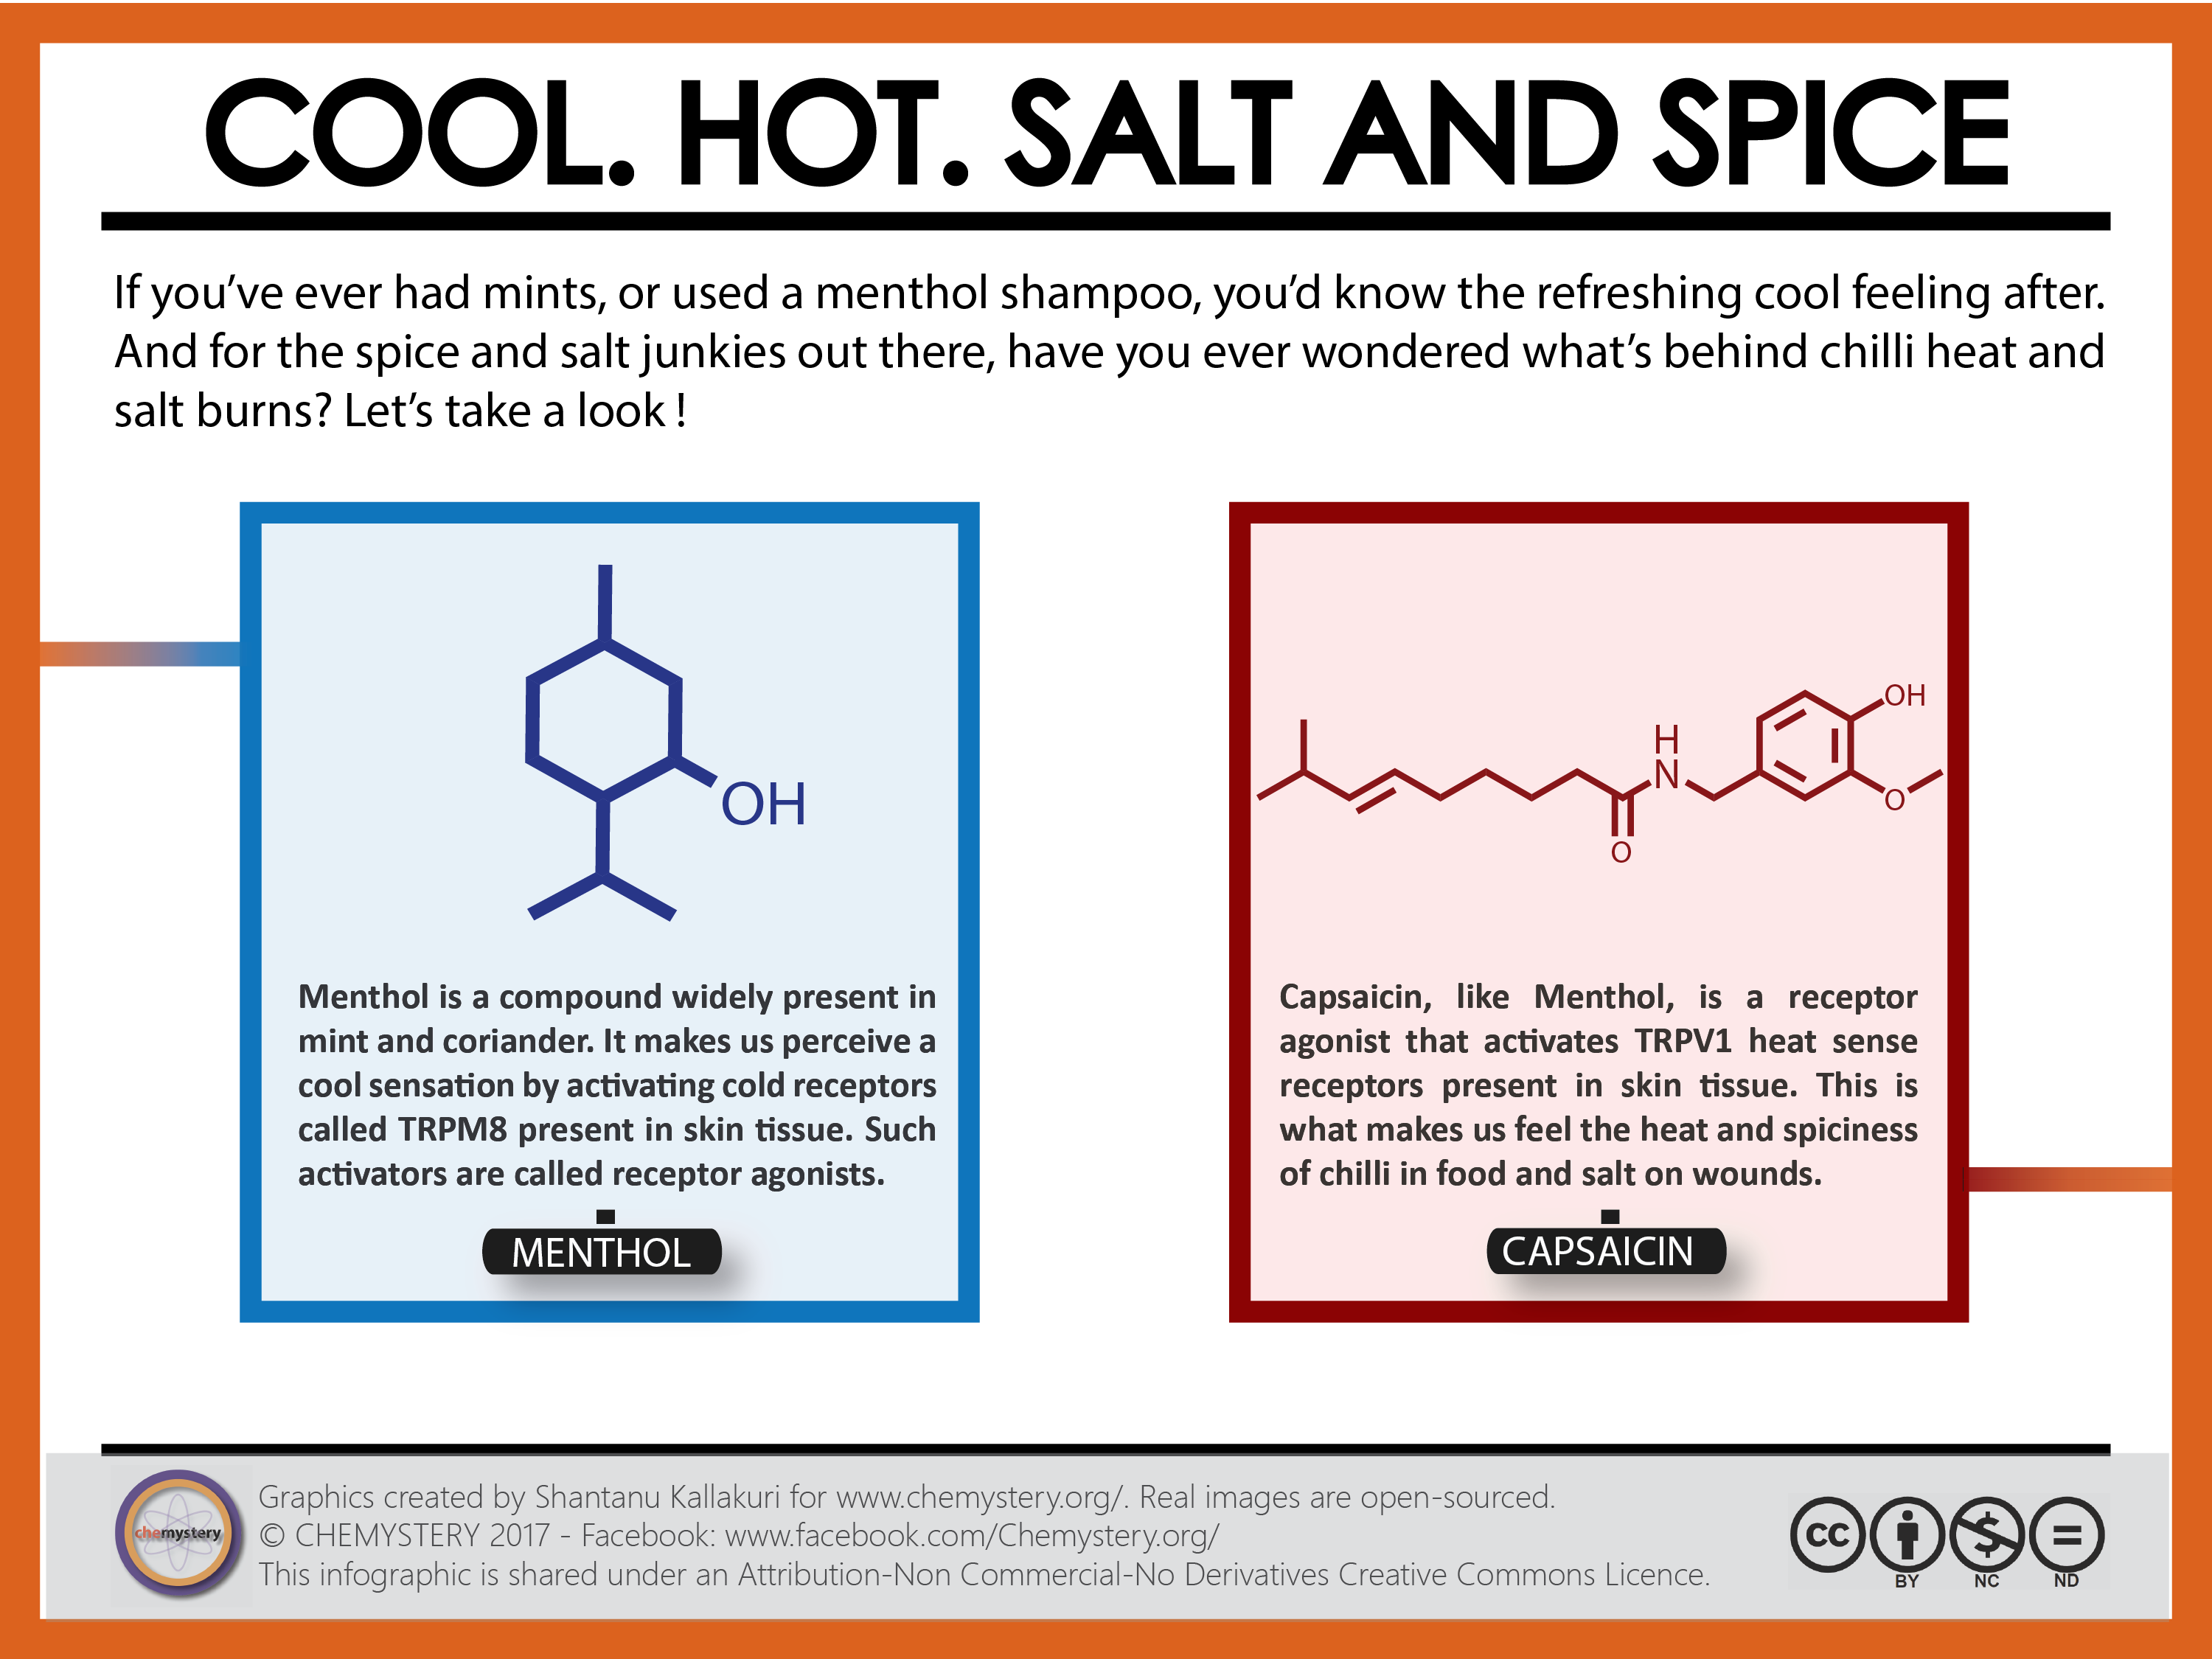 COOL. HOT. SALT AND SPICE
If you've ever had mints, or used a menthol shampoo, you'd know the refreshing cool feeling after.
And for the spice and salt junkies out there, have you ever wondered what's behind chilli heat and
salt burns? Let's take a look !
OH
Menthol is a compound widely present in
mint and coriander. It makes us perceive a
cool sensation by activating cold receptors
called TRPM8 present in skin tissue. Such
activators are called receptor agonists.
MENTHOL
OH
H
N
O
O
Capsaicin, like Menthol, is a receptor
agonist that activates TRPV1 heat sense
receptors present in skin tissue. This is
what makes us feel the heat and spiciness
of chilli in food and salt on wounds.
CAPSAICIN
chemystery
Graphics created by Shantanu Kallakuri for www.chemystery.org/. Real images are open-sourced.
© CHEMYSTERY 2017 - Facebook: www.facebook.com/Chemystery.org/
This infographic is shared under an Attribution-Non Commercial-No Derivatives Creative Commons Licence.
cc $ =
BY NC ND